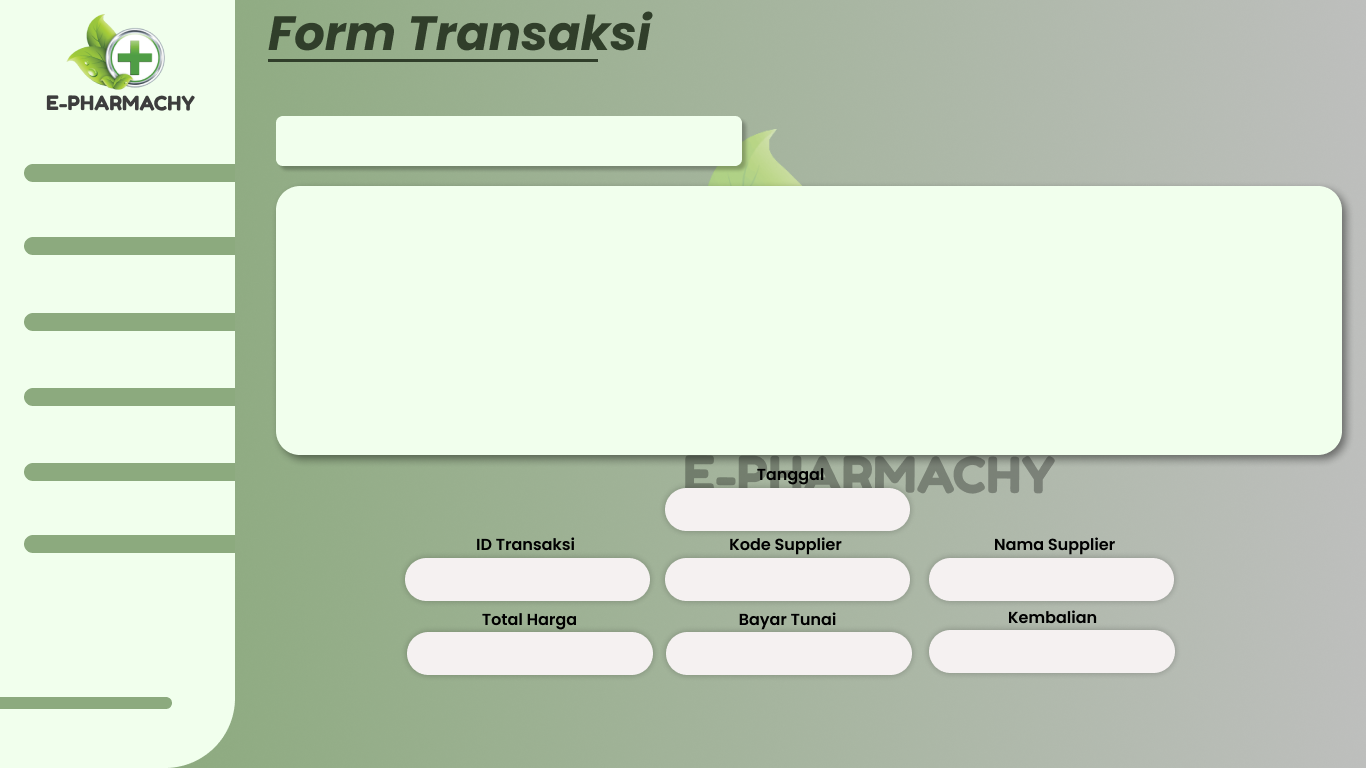 Form Transaksi
E-PHARMACHY
E-PHARMACHY
Tanggal
ID Transaksi
Kode Supplier
Nama Supplier
Total Harga
Bayar Tunai
Kembalian